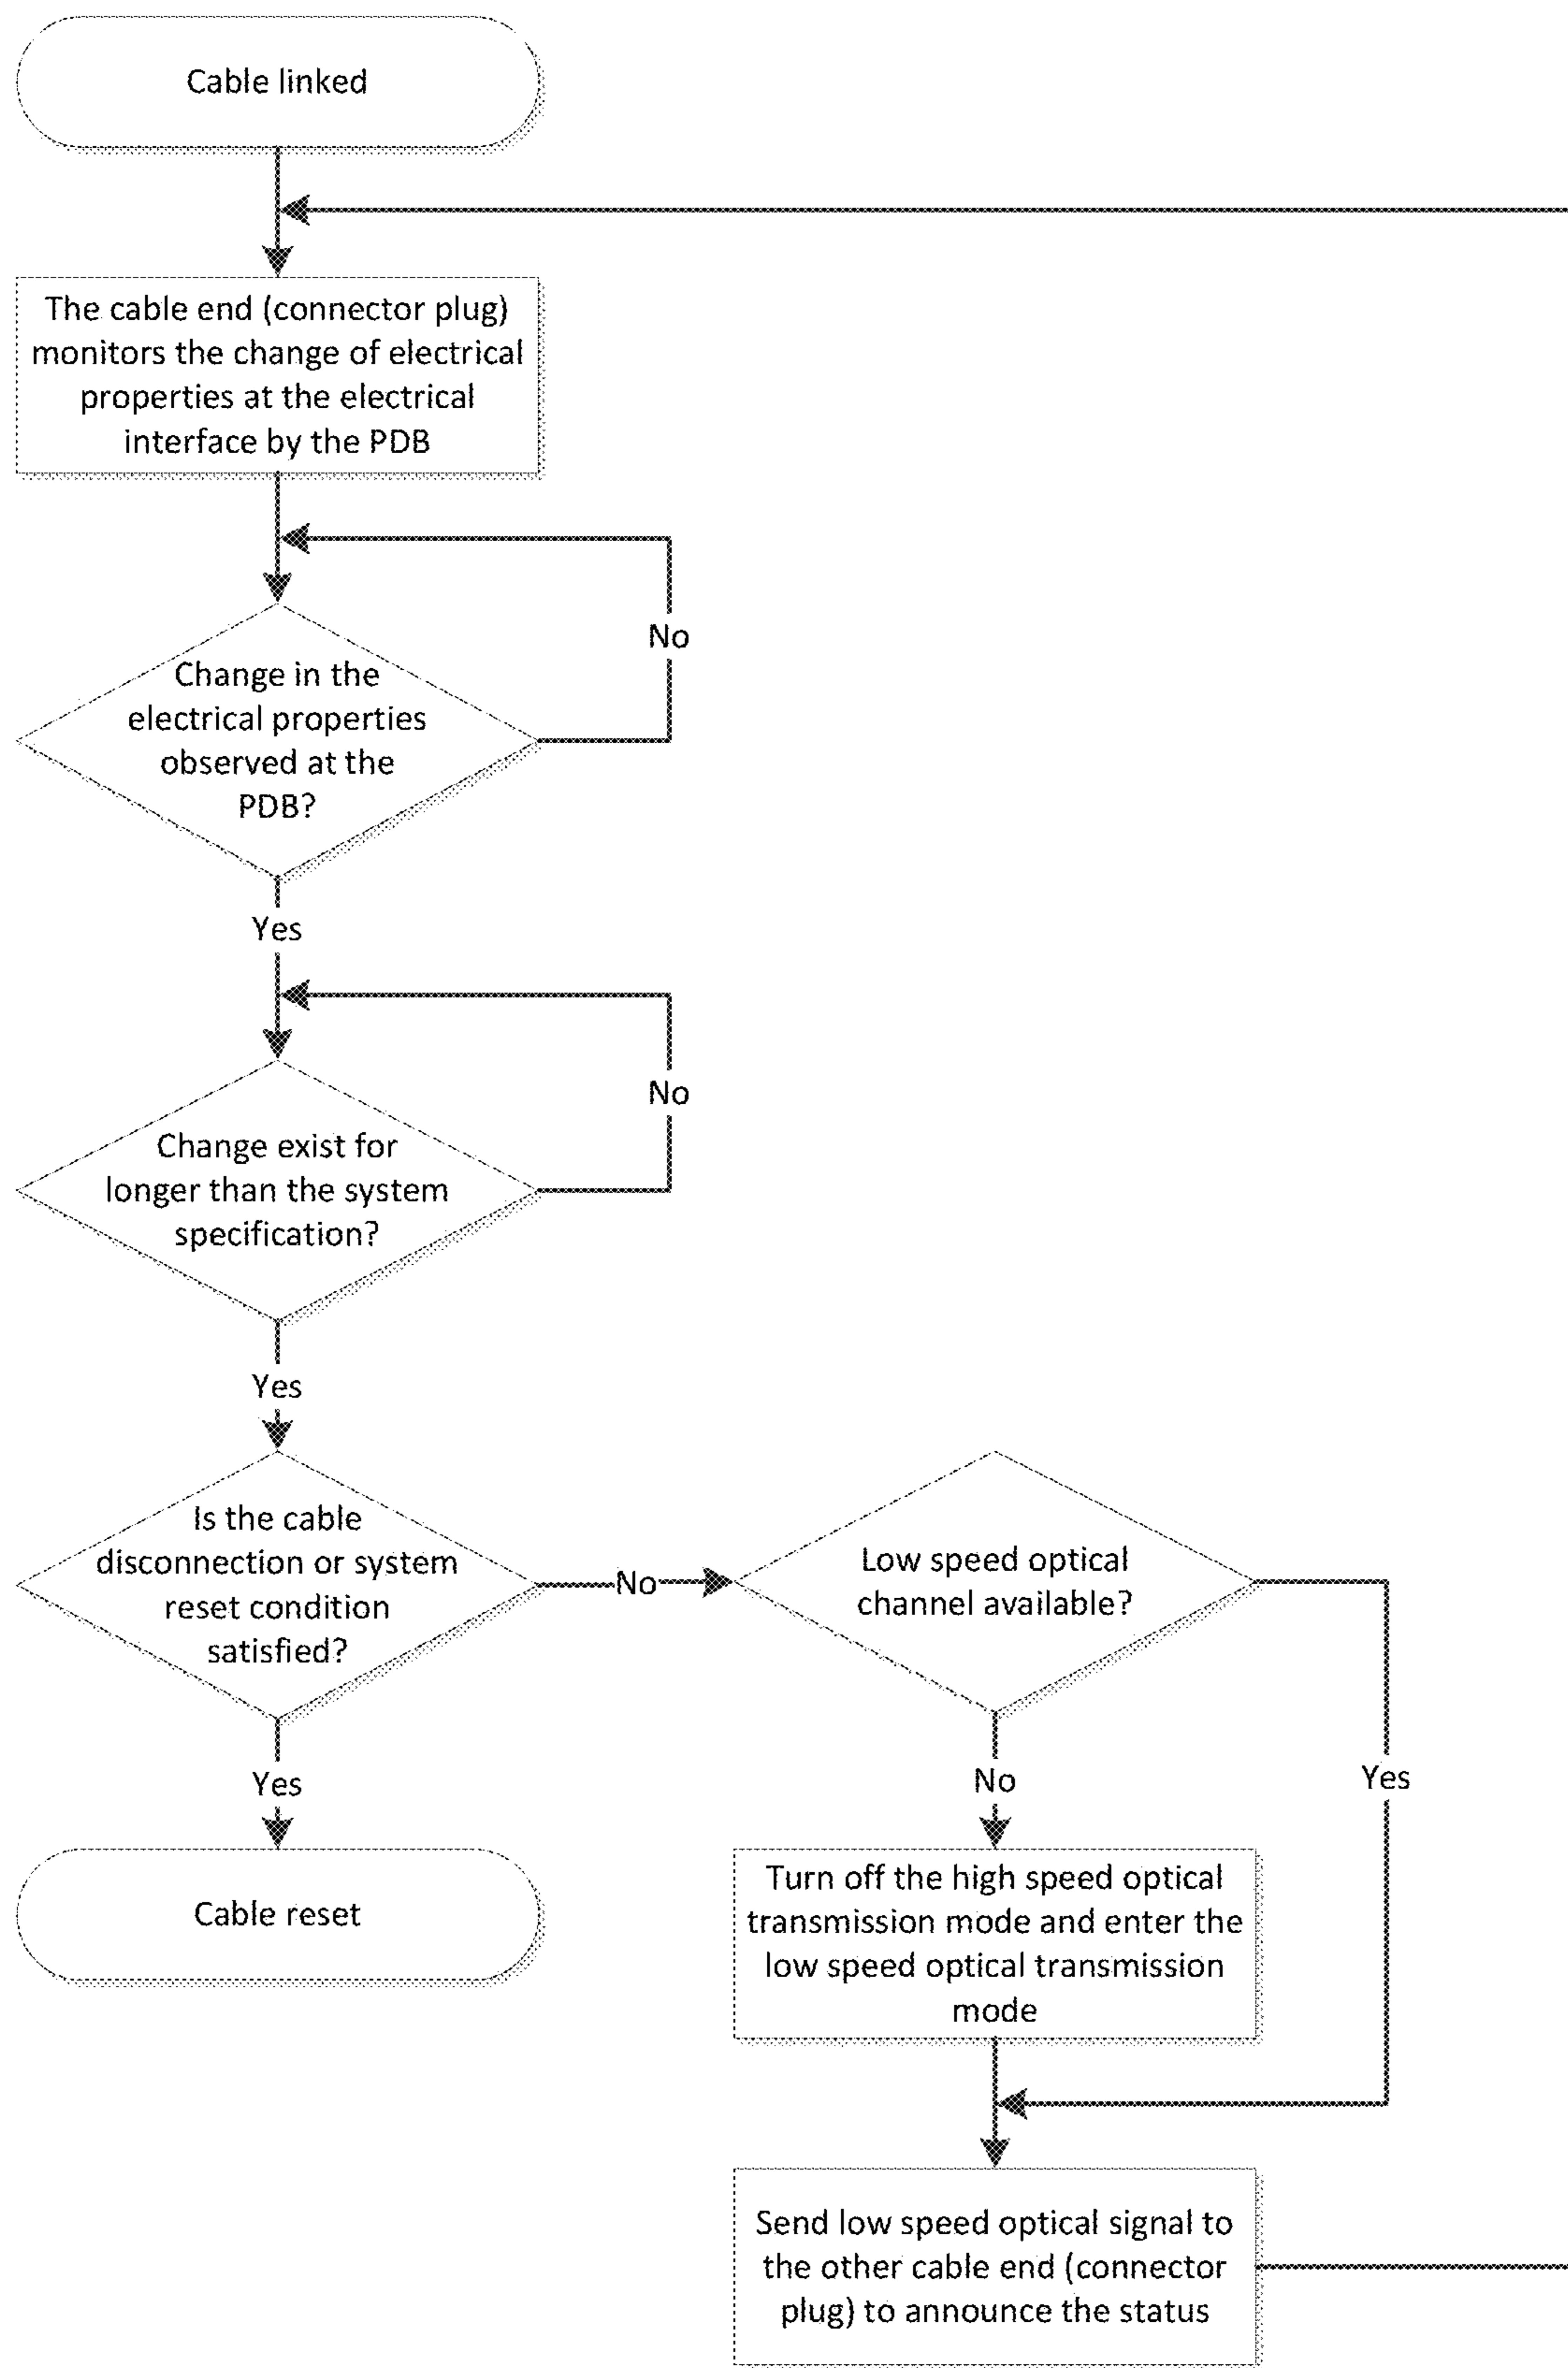 Cable linked
The cable end (connector plug)
monitors the change of electrical
properties at the electrical
interface by the PDB
No
Change in the
electrical properties
observed at the
PDB?
Yes
No
Change exist for
longer than the system
specification?
Yes
Is the cable
disconnection or system
reset condition
satisfied?
No
Low speed optical
channel available?
Yes
No
Yes
Cable reset
Turn off the high speed optical
transmission mode and enter the
low speed optical transmission
mode
Send low speed optical signal to
the other cable end (connector
plug) to announce the status